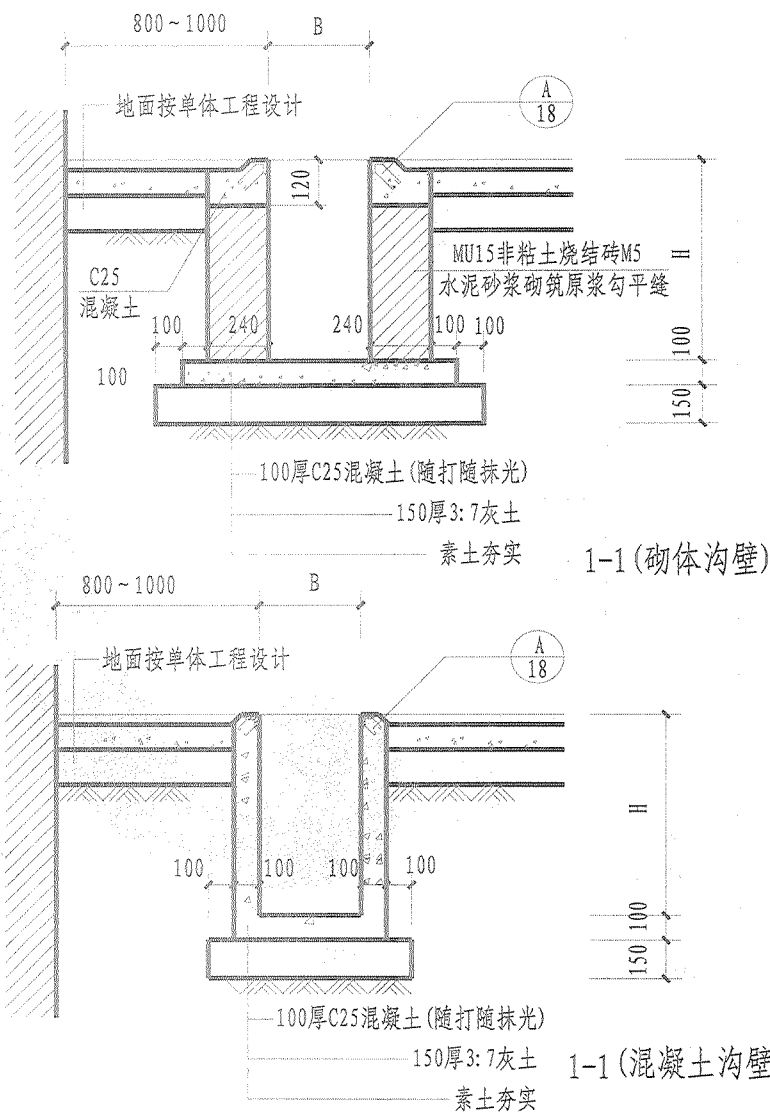 800~1000
B
地面按单体工程设计
A
18
120
MU15非粘土烧结砖M5
水泥砂浆砌筑原浆勾平缝
H
C25
混凝土
100
240
240
100
100
100
100
150
100厚C25混凝土(随打随抹光)
150厚3:7灰土
素土夯实
1-1(砌体沟壁)
800~1000
B
地面按单体工程设计
A
18
H
100
100
100
100
100
150
100厚C25混凝土(随打随抹光)
150厚3:7灰土
素土夯实
1-1(混凝土沟壁